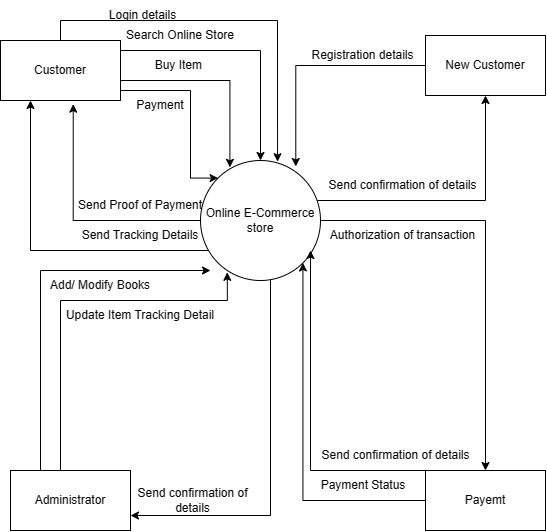 Login details
Search Online Store
Registration details
Customer
Buy Item
New Customer
Payment
Send confirmation of details
Send Proof of Payment
Online E-Commerce
store
Send Tracking Details
Authorization of transaction
Add/ Modify Books
Update Item Tracking Detail
Send confirmation of details
Payment Status
Administrator
Send confirmation of
details
Payemt